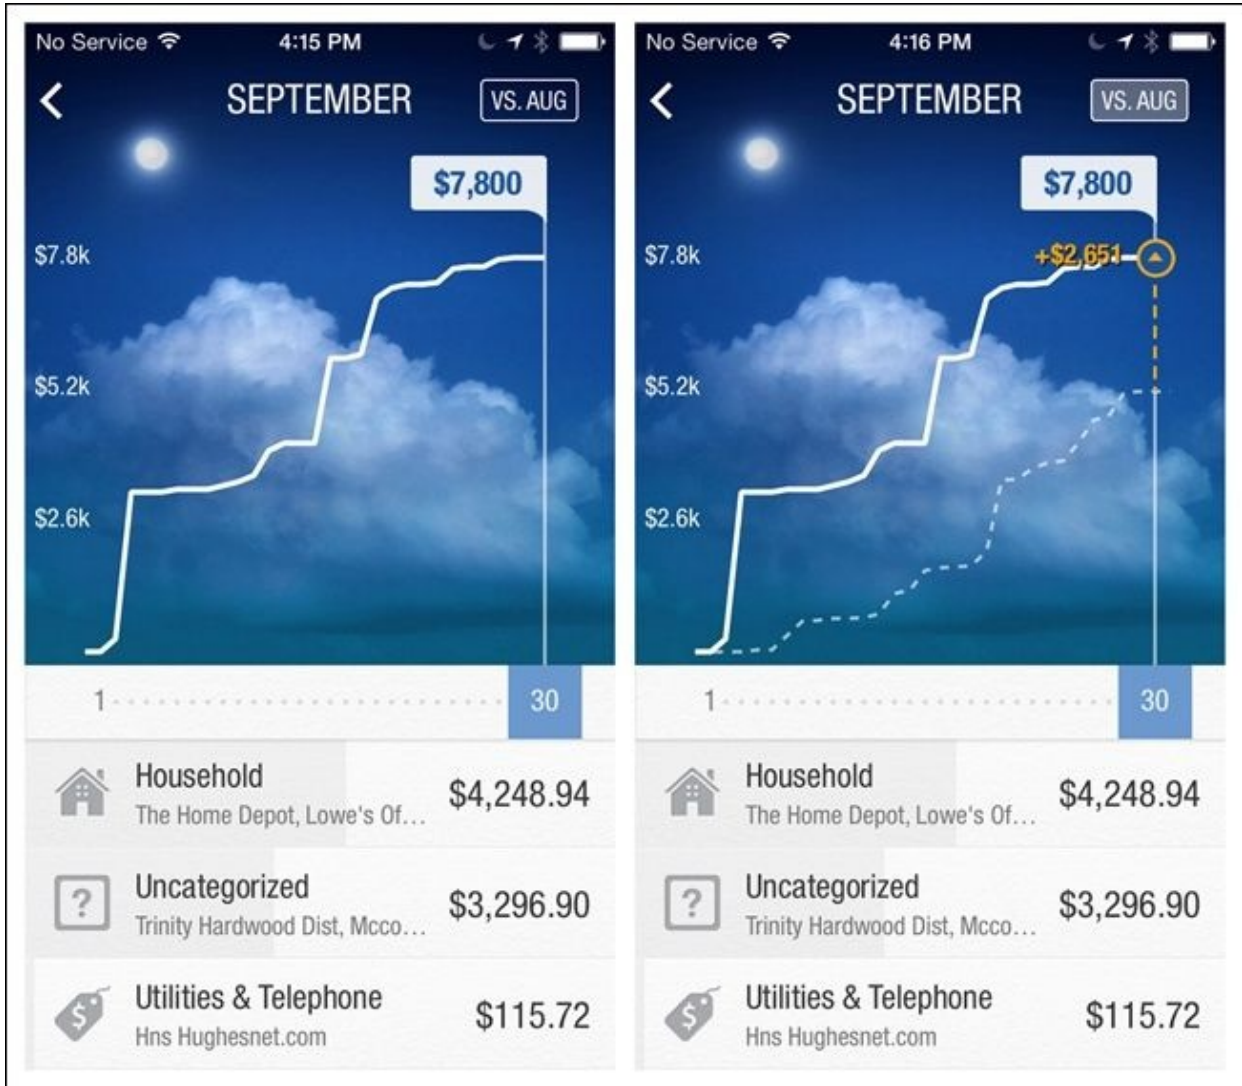 No Service 4:15 PM
SEPTEMBER VS. AUG
$7,800
$7.8k
$5.2k
$2.6k
1 30
Household $4,248.94
The Home Depot, Lowe's Of...
Uncategorized $3,296.90
Trinity Hardwood Dist, Mcco...
Utilities & Telephone $115.72
Hns Hughesnet.com
No Service 4:16 PM
SEPTEMBER VS. AUG
$7,800
$7.8k +$2,651
$5.2k
$2.6k
1 30
Household $4,248.94
The Home Depot, Lowe's Of...
Uncategorized $3,296.90
Trinity Hardwood Dist, Mcco...
Utilities & Telephone $115.72
Hns Hughesnet.com